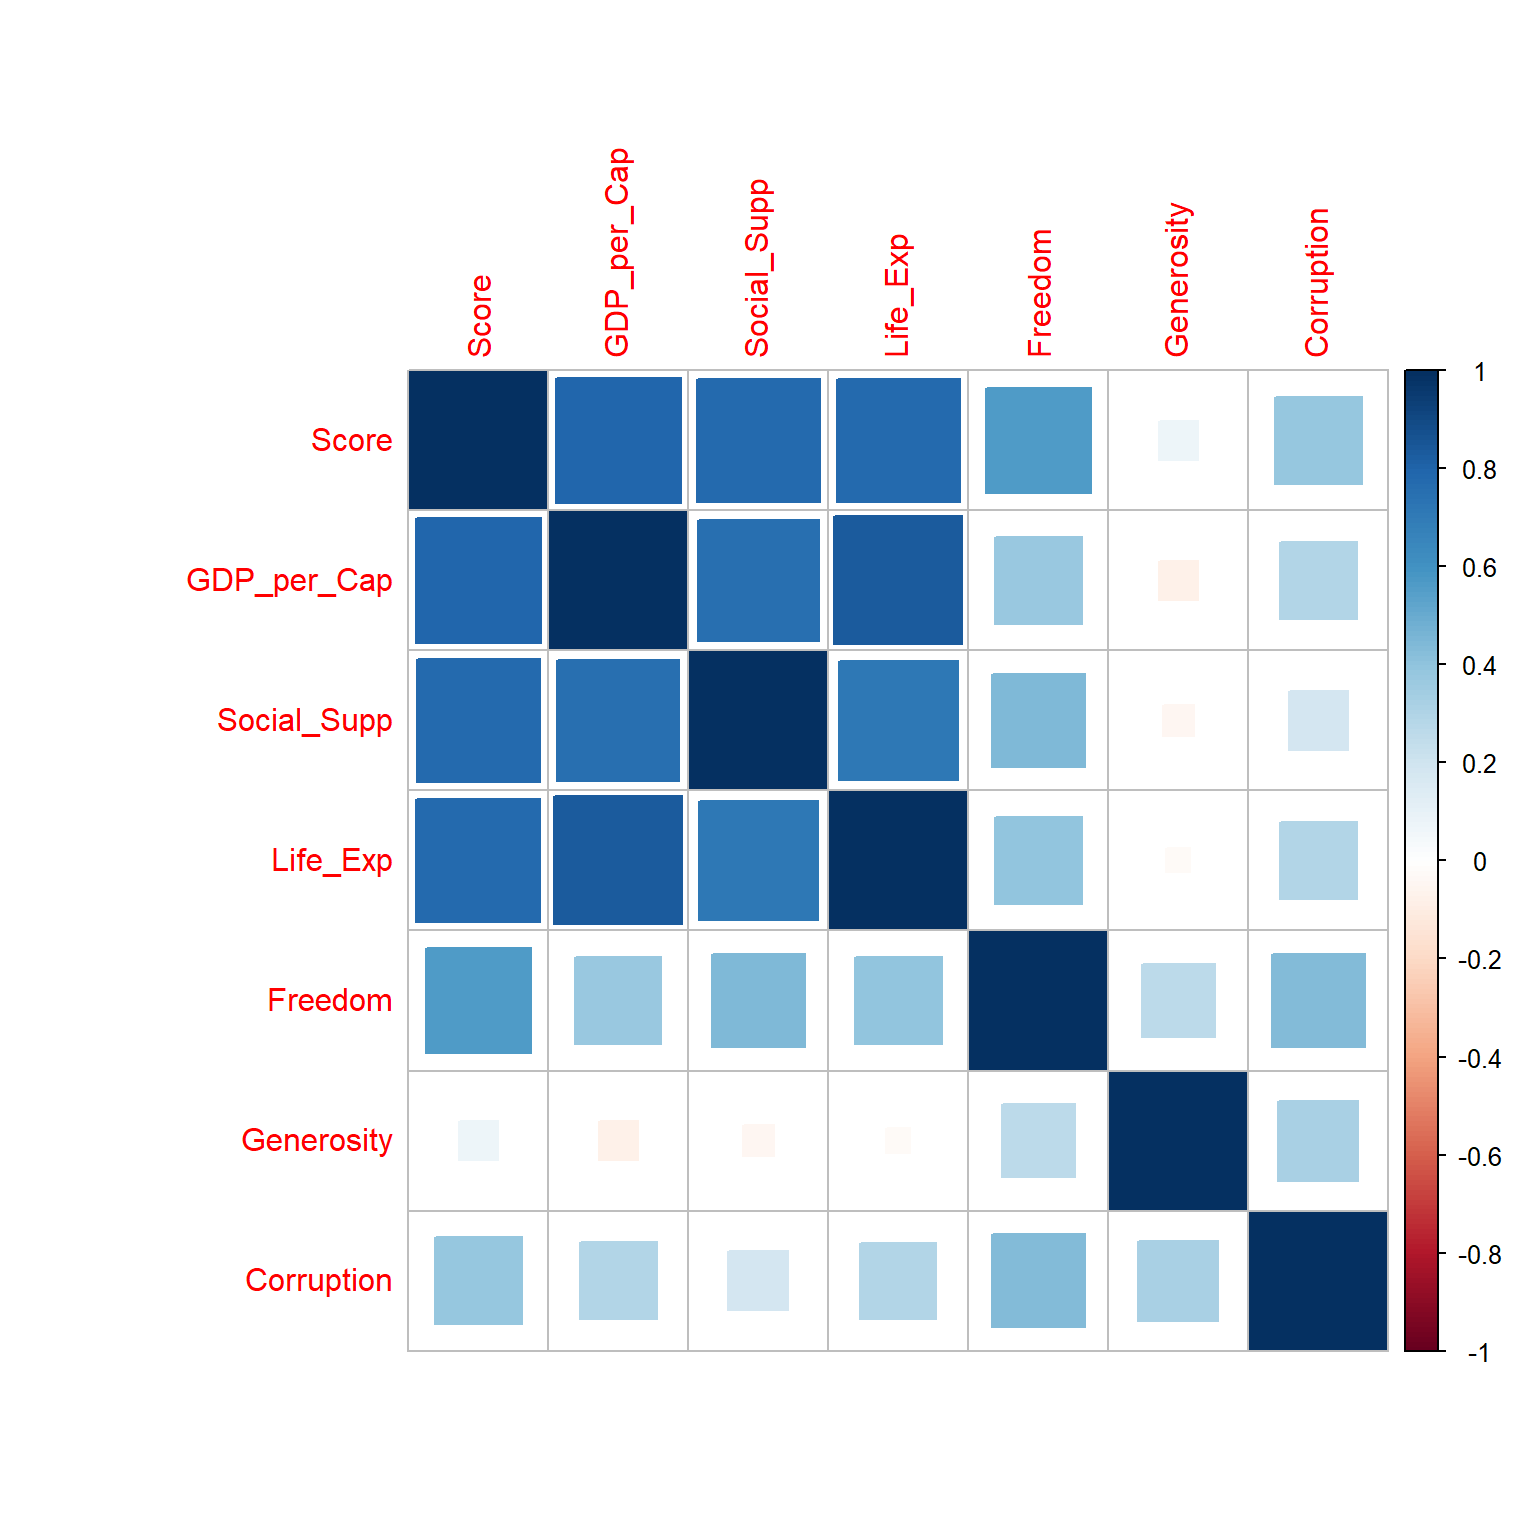 Score
GDP_per_Cap
Social_Supp
Life_Exp
Freedom
Generosity
Corruption
Score
GDP_per_Cap
Social_Supp
Life_Exp
Freedom
Generosity
Corruption
1
0.8
0.6
0.4
0.2
0
-0.2
-0.4
-0.6
-0.8
-1